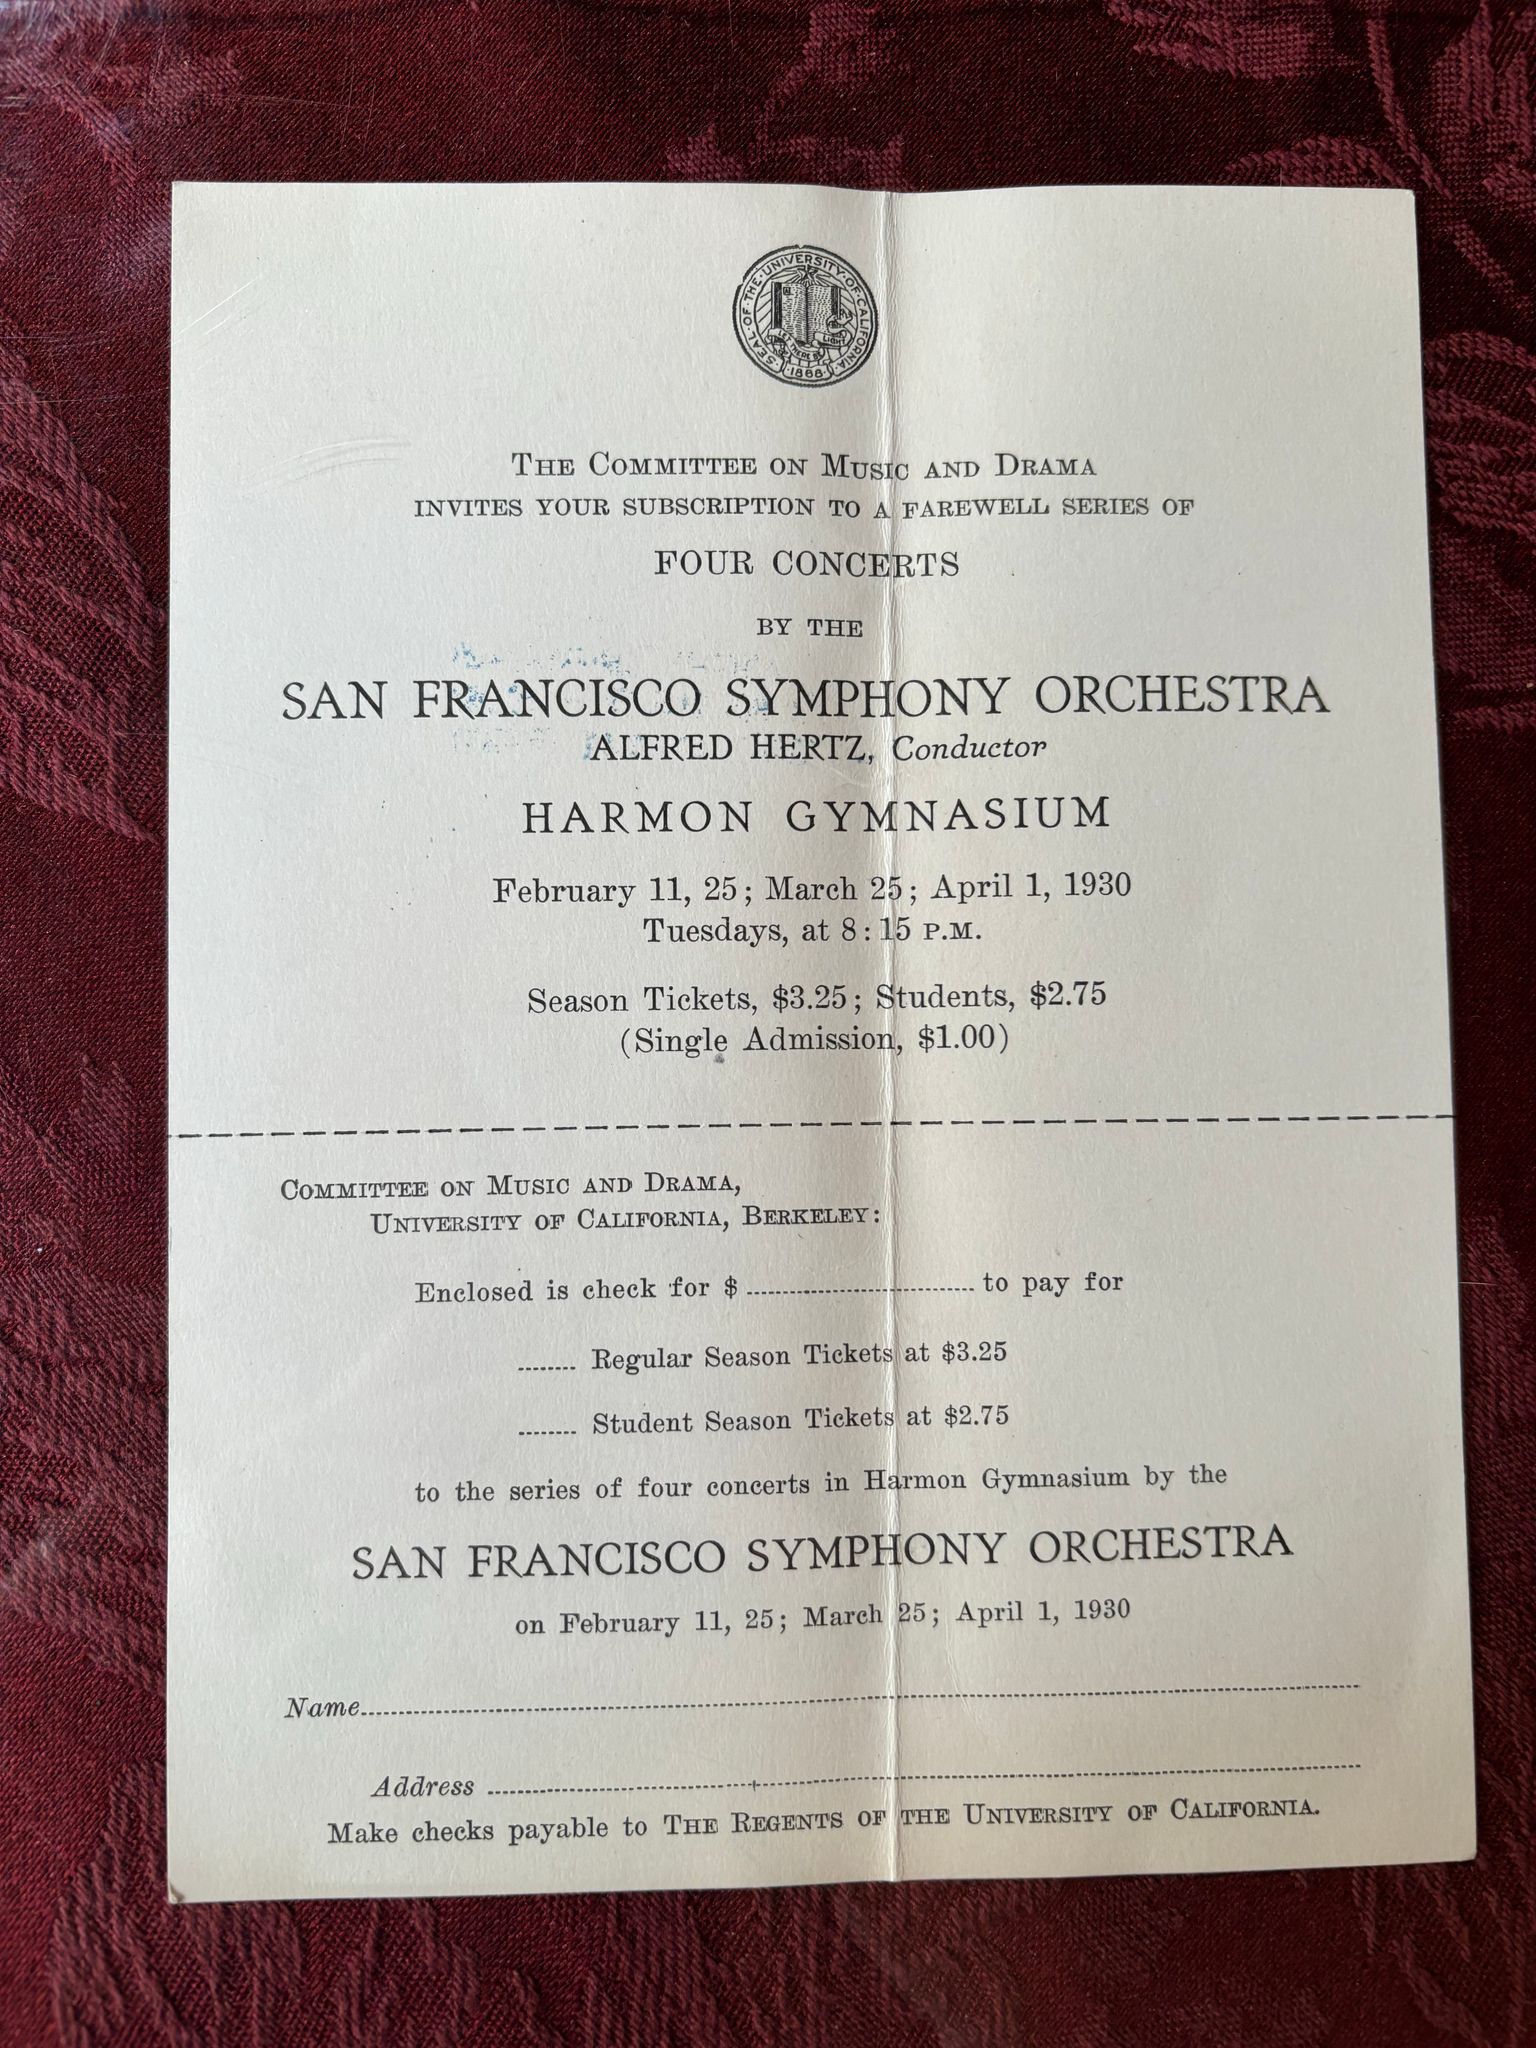 SEAL OF THE UNIVERSITY OF CALIFORNIA
LET THERE BE LIGHT
1868
THE COMMITTEE ON MUSIC AND DRAMA
INVITES YOUR SUBSCRIPTION TO A FAREWELL SERIES OF
FOUR CONCERTS
BY THE
SAN FRANCISCO SYMPHONY ORCHESTRA
ALFRED HERTZ, Conductor
HARMON GYMNASIUM
February 11, 25; March 25; April 1, 1930
Tuesdays, at 8:15 P.M.
Season Tickets, $3.25; Students, $2.75
(Single Admission, $1.00)
COMMITTEE ON MUSIC AND DRAMA,
UNIVERSITY OF CALIFORNIA, BERKELEY:
Enclosed is check for $ ........................ to pay for
........ Regular Season Tickets at $3.25
........ Student Season Tickets at $2.75
to the series of four concerts in Harmon Gymnasium by the
SAN FRANCISCO SYMPHONY ORCHESTRA
on February 11, 25; March 25; April 1, 1930
Name........................
Address ........................
Make checks payable to THE REGENTS OF THE UNIVERSITY OF CALIFORNIA.